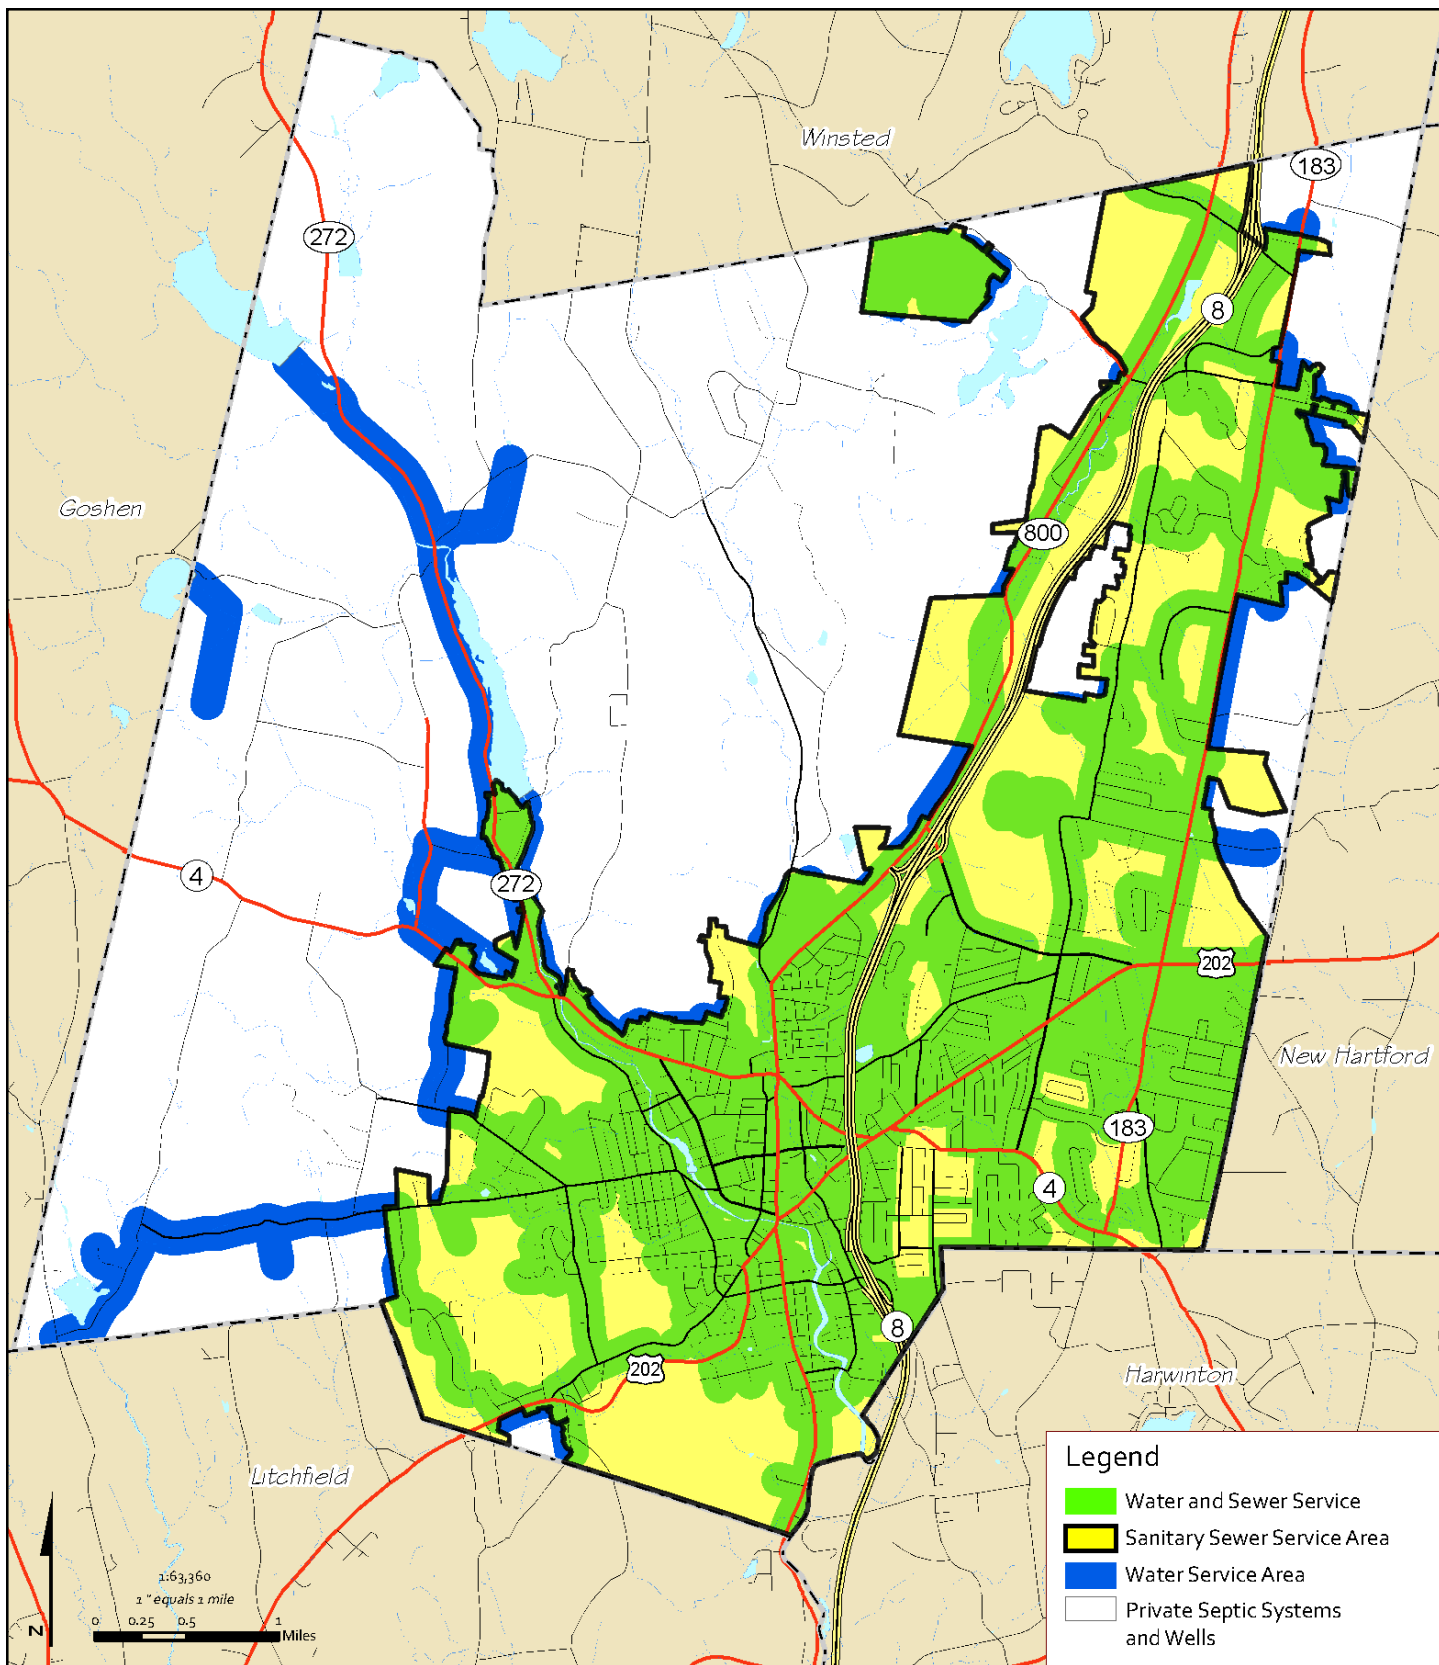 Winsted
183
272
8
Goshen
800
4
272
202
New Hartford
183
4
8
202
Harwinton
Litchfield
Legend
Water and Sewer Service
Sanitary Sewer Service Area
Water Service Area
Private Septic Systems
and Wells
1:63,360
1 " equals 1 mile
0 0.25 0.5 1
Miles
N